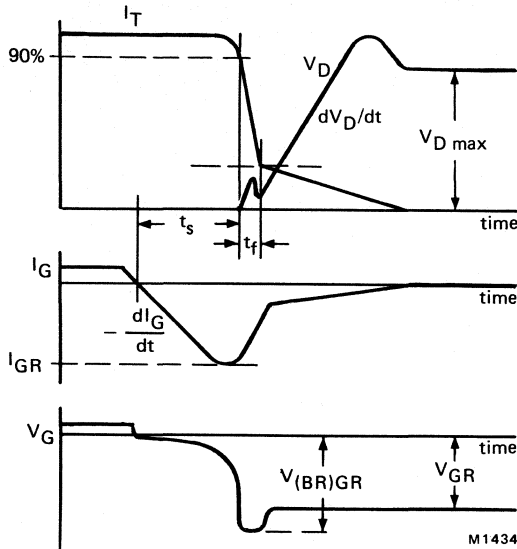 I_T
90%
V_D
dV_D/dt
V_D max
time
t_s
t_f
I_G
time
- dI_G
dt
I_GR
V_G
time
V_(BR)GR
V_GR
M1434